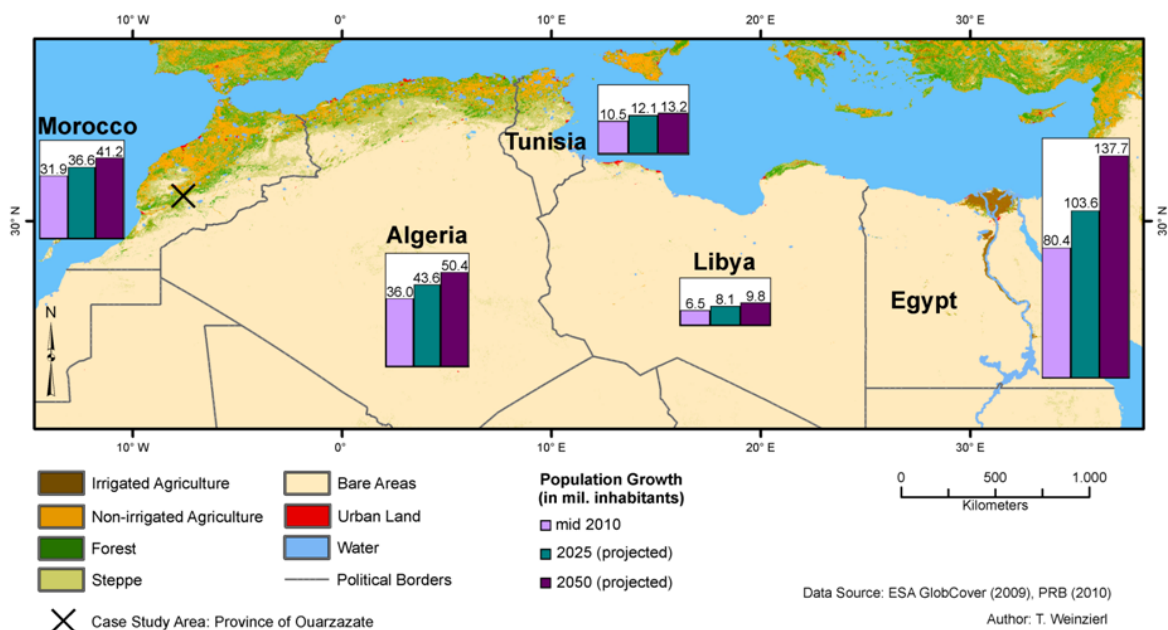 10° W 0° 10° E 20° E 30° E
Morocco
31.9 36.6 41.2
Tunisia
10.5 12.1 13.2
137.7
103.6
80.4
30° N
30° N
Algeria
36.0 43.6 50.4
Libya
6.5 8.1 9.8
Egypt
N
10° W 0° 10° E 20° E 30° E
Irrigated Agriculture
Non-irrigated Agriculture
Forest
Steppe
Case Study Area: Province of Ouarzazate
Bare Areas
Urban Land
Water
Political Borders
Population Growth
(in mil. inhabitants)
mid 2010
2025 (projected)
2050 (projected)
0 500 1.000
Kilometers
Data Source: ESA GlobCover (2009), PRB (2010)
Author: T. Weinzierl